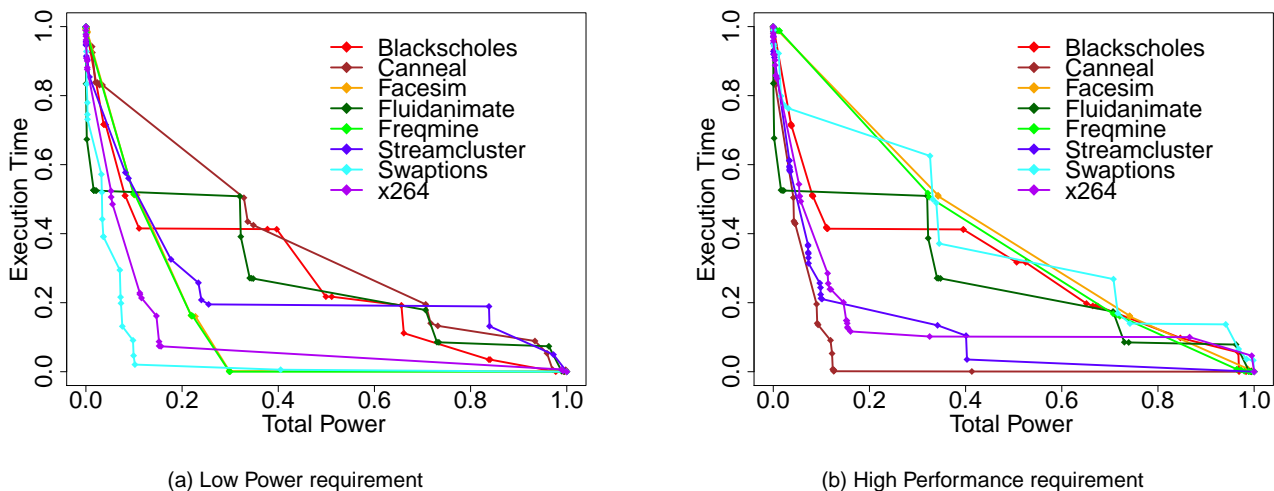 1.0
0.8
0.6
0.4
0.2
0.0
Execution Time
0.0 0.2 0.4 0.6 0.8 1.0
Total Power
Blackscholes
Canneal
Facesim
Fluidanimate
Freqmine
Streamcluster
Swaptions
x264
(a) Low Power requirement
1.0
0.8
0.6
0.4
0.2
0.0
Execution Time
0.0 0.2 0.4 0.6 0.8 1.0
Total Power
Blackscholes
Canneal
Facesim
Fluidanimate
Freqmine
Streamcluster
Swaptions
x264
(b) High Performance requirement